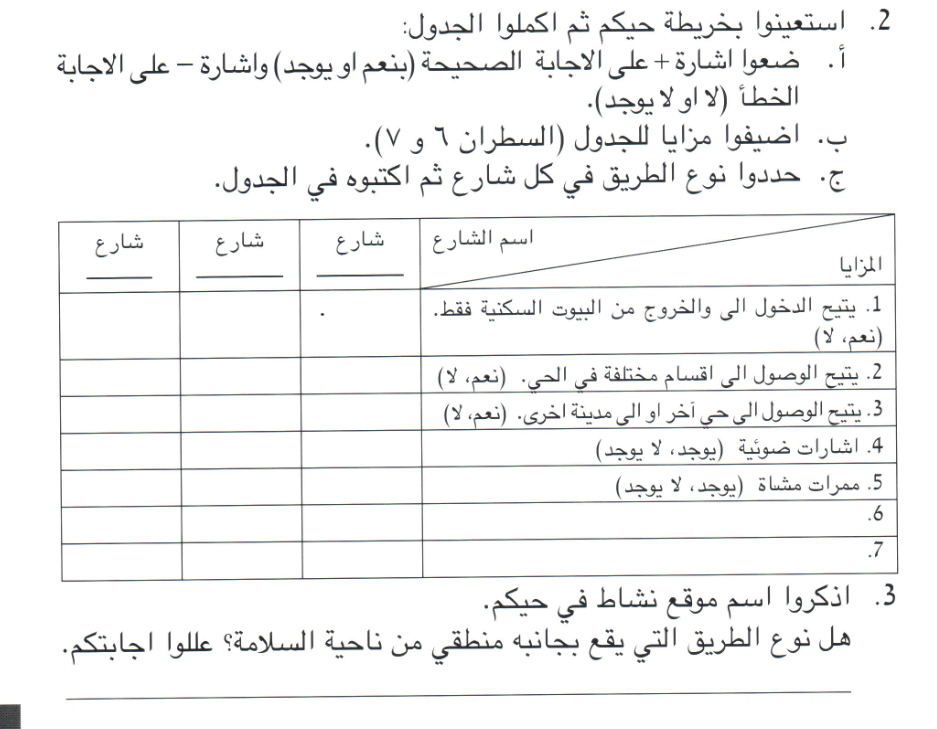 2. استعينوا بخريطة حيكم ثم اكملوا الجدول:
أ. ضعوا اشارة + على الاجابة الصحيحة (بنعم او يوجد) واشارة – على الاجابة
الخطأ (لا او لا يوجد).
ب. اضيفوا مزايا للجدول (السطران ٦ و ٧).
ج. حددوا نوع الطريق في كل شارع ثم اكتبوه في الجدول.
اسم الشارع شارع شارع شارع
المزايا
1. يتيح الدخول الى والخروج من البيوت السكنية فقط.
(نعم، لا)
2. يتيح الوصول الى اقسام مختلفة في الحي. (نعم، لا)
3. يتيح الوصول الى حي آخر او الى مدينة اخرى. (نعم، لا)
4. اشارات ضوئية (يوجد، لا يوجد)
5. ممرات مشاة (يوجد، لا يوجد)
6.
7.
3. اذكروا اسم موقع نشاط في حيكم.
هل نوع الطريق التي يقع بجانبه منطقي من ناحية السلامة؟ عللوا اجابتكم.